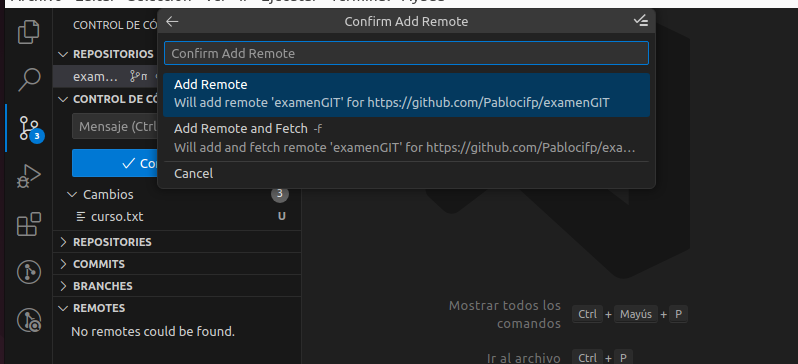 Archivo Editar Selección Ver Ir Ejecutar Terminal Ayuda
CONTROL DE CÓ
REPOSITORIOS
exam...
CONTROL DE CÓ
Mensaje (Ctrl
Co
Cambios
3
curso.txt
U
REPOSITORIES
COMMITS
BRANCHES
REMOTES
No remotes could be found.
3
Confirm Add Remote
Confirm Add Remote
Add Remote
Will add remote 'examenGIT' for https://github.com/Pablocifp/examenGIT
Add Remote and Fetch -f
Will add and fetch remote 'examenGIT' for https://github.com/Pablocifp/exa...
Cancel
Mostrar todos los
comandos
Ctrl + Mayús + P
Ir al archivo
Ctrl + P